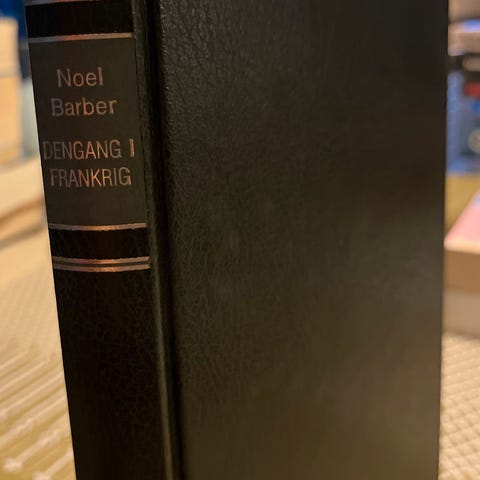 Noel
Barber
DENGANG I
FRANKRIG